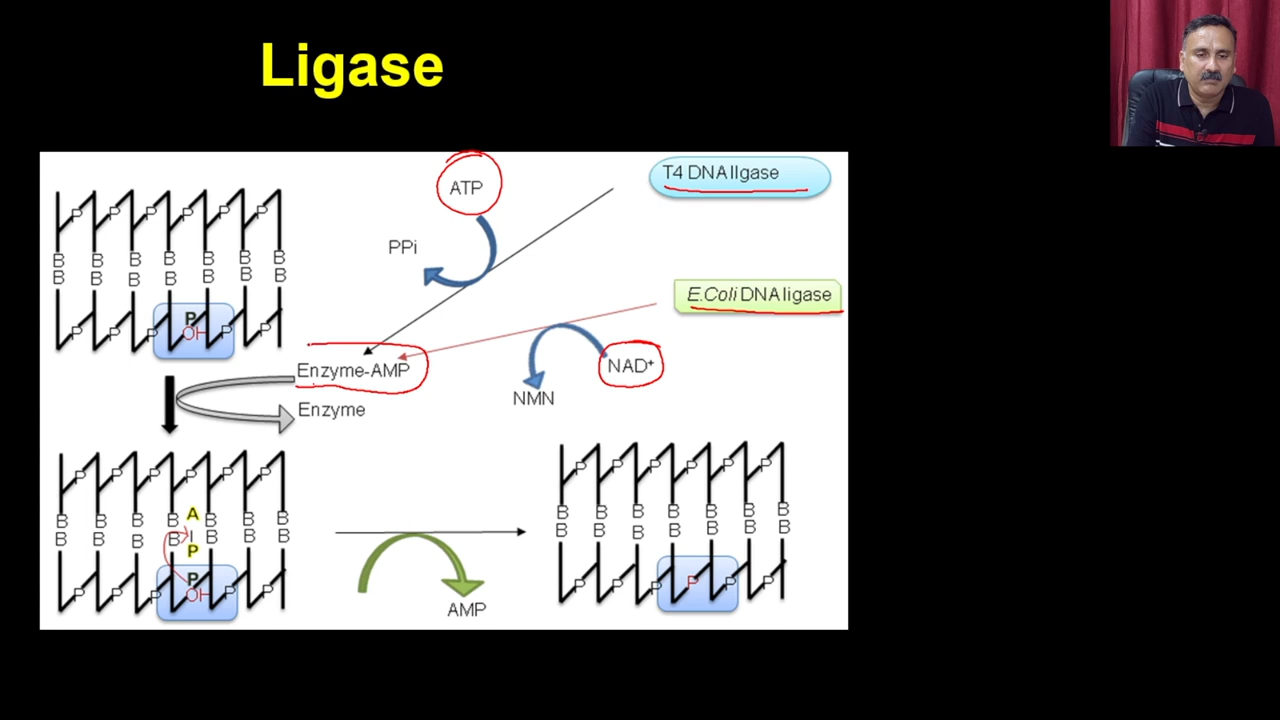 Ligase
ATP
T4 DNA ligase
PPi
E.Coli DNA ligase
P P P P P P
B B B B B B B
B B B B B B B
P
P P OH P P
Enzyme-AMP
NAD⁺
NMN
Enzyme
P P P P P P
B B B A B B B
B B B B B B B
P
P
P P OH P P
AMP
P P P P P P
B B B B B B B
B B B B B B B
P P P P P